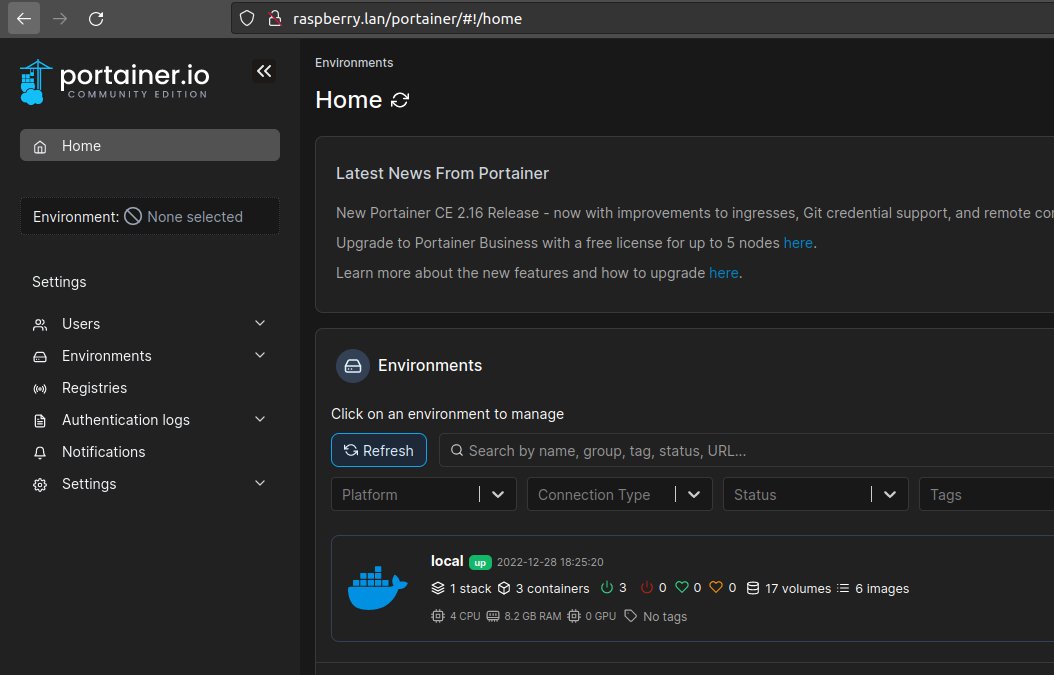 raspberry.lan/portainer/#!/home
portainer.io
COMMUNITY EDITION
Home
Environment: None selected
Settings
Users
Environments
Registries
Authentication logs
Notifications
Settings
Environments
Home
Latest News From Portainer
New Portainer CE 2.16 Release - now with improvements to ingresses, Git credential support, and remote co
Upgrade to Portainer Business with a free license for up to 5 nodes here.
Learn more about the new features and how to upgrade here.
Environments
Click on an environment to manage
Refresh Search by name, group, tag, status, URL...
Platform Connection Type Status Tags
local up 2022-12-28 18:25:20
1 stack 3 containers 3 0 0 0 17 volumes 6 images
4 CPU 8.2 GB RAM 0 GPU No tags